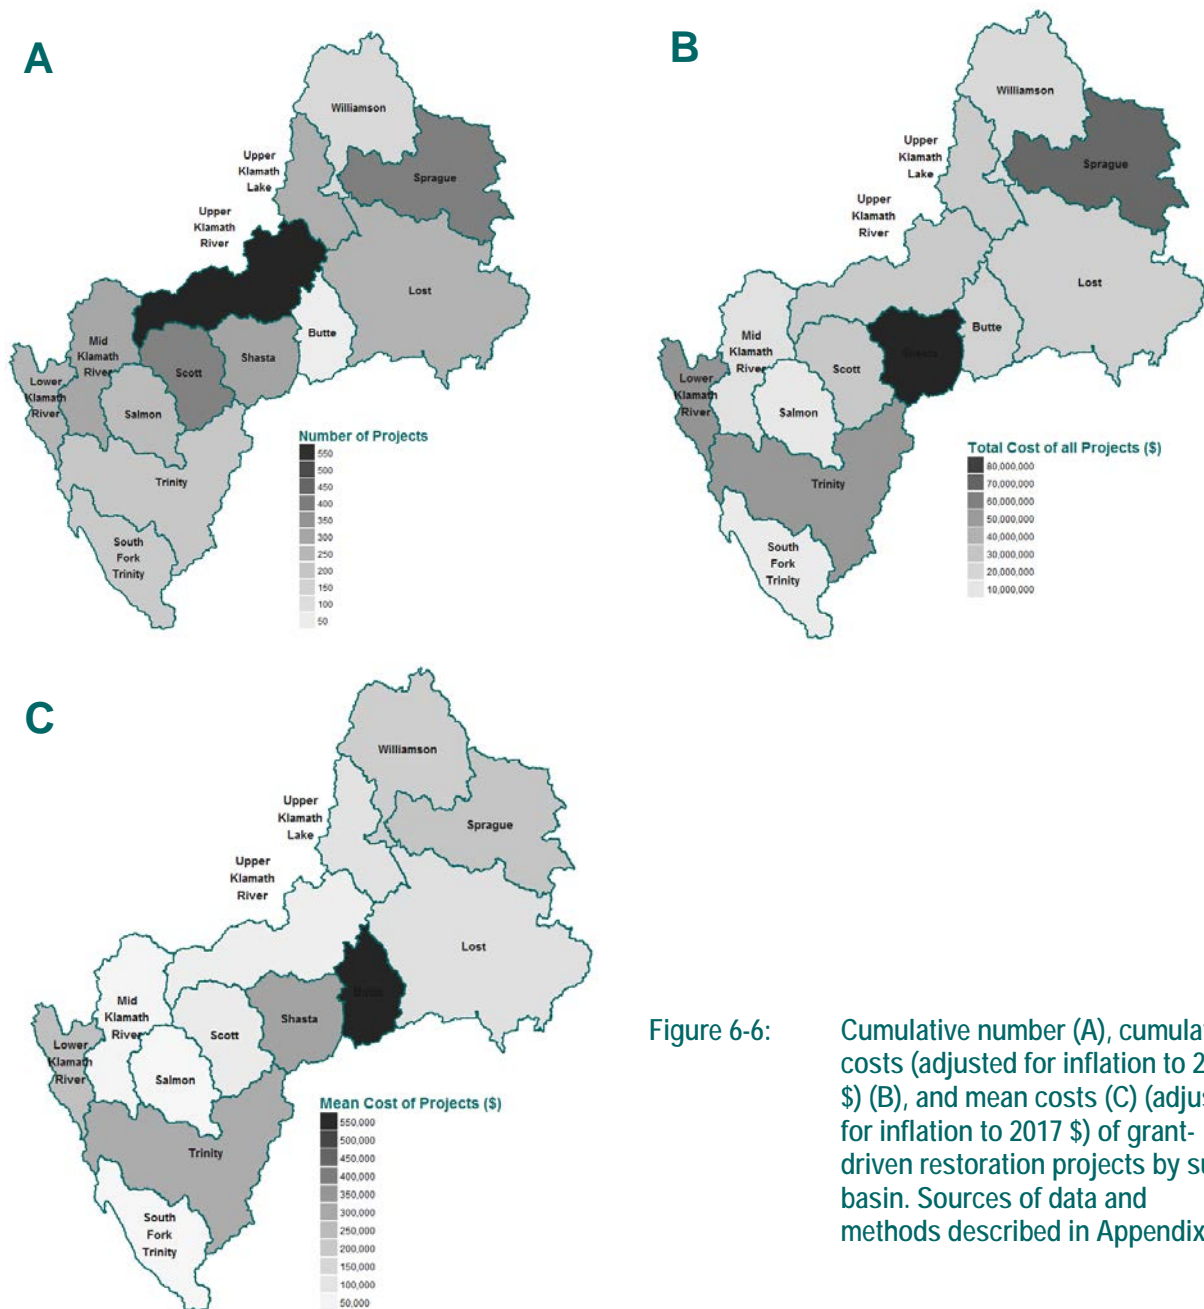 A
Williamson
Upper
Klamath
Lake
Sprague
Upper
Klamath
River
Lost
Butte
Mid
Klamath
River
Shasta
Scott
Lower
Klamath
River
Salmon
Trinity
South
Fork
Trinity
Number of Projects
550
500
450
400
350
300
250
200
150
100
50
B
Williamson
Upper
Klamath
Lake
Sprague
Upper
Klamath
River
Lost
Butte
Mid
Klamath
River
Shasta
Scott
Lower
Klamath
River
Salmon
Trinity
South
Fork
Trinity
Total Cost of all Projects ($)
80,000,000
70,000,000
60,000,000
50,000,000
40,000,000
30,000,000
20,000,000
10,000,000
C
Williamson
Upper
Klamath
Lake
Sprague
Upper
Klamath
River
Lost
Butte
Mid
Klamath
River
Shasta
Scott
Lower
Klamath
River
Salmon
Trinity
South
Fork
Trinity
Mean Cost of Projects ($)
550,000
500,000
450,000
400,000
350,000
300,000
250,000
200,000
150,000
100,000
50,000
Figure 6-6: Cumulative number (A), cumula
costs (adjusted for inflation to 2
$) (B), and mean costs (C) (adjus
for inflation to 2017 $) of grant-
driven restoration projects by su
basin. Sources of data and
methods described in Appendix